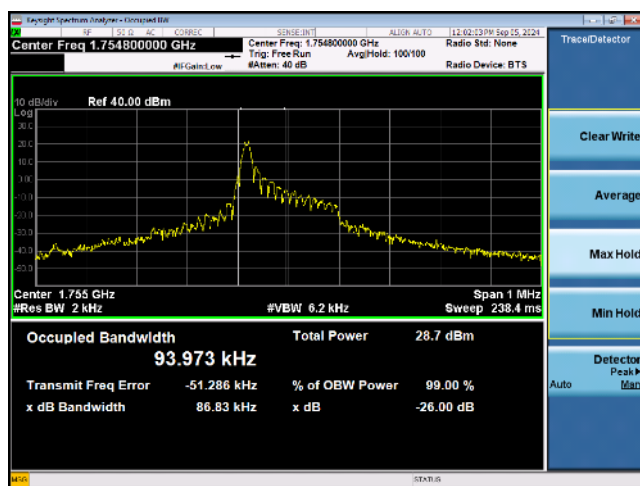 Keysight Spectrum Analyzer - Occupied BW
RF 50 Ω AC CORREC SENSE:INT ALIGN AUTO 12:02:03 PM Sep 05, 2024
Center Freq 1.754800000 GHz
Center Freq: 1.754800000 GHz
Radio Std: None
Trig: Free Run
Avg|Hold: 100/100
#IFGain:Low
#Atten: 40 dB
Radio Device: BTS
Trace/Detector
10 dB/div
Ref 40.00 dBm
Log
30.0
20.0
10.0
0.00
-10.0
-20.0
-30.0
-40.0
-50.0
Center 1.755 GHz
Span 1 MHz
#Res BW 2 kHz
#VBW 6.2 kHz
Sweep 238.4 ms
Occupied Bandwidth
Total Power
28.7 dBm
93.973 kHz
Transmit Freq Error
-51.286 kHz
% of OBW Power
99.00 %
x dB Bandwidth
86.83 kHz
x dB
-26.00 dB
Clear Write
Average
Max Hold
Min Hold
Detector
Peak▶
Auto
Man
MSG
STATUS